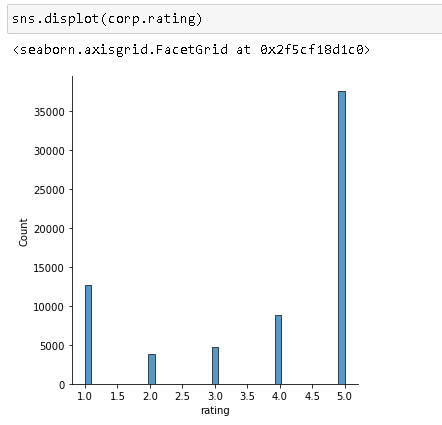 sns.displot(corp.rating)
<seaborn.axisgrid.FacetGrid at 0x2f5cf18d1c0>
35000
30000
25000
20000
15000
10000
5000
0
Count
1.0 1.5 2.0 2.5 3.0 3.5 4.0 4.5 5.0
rating